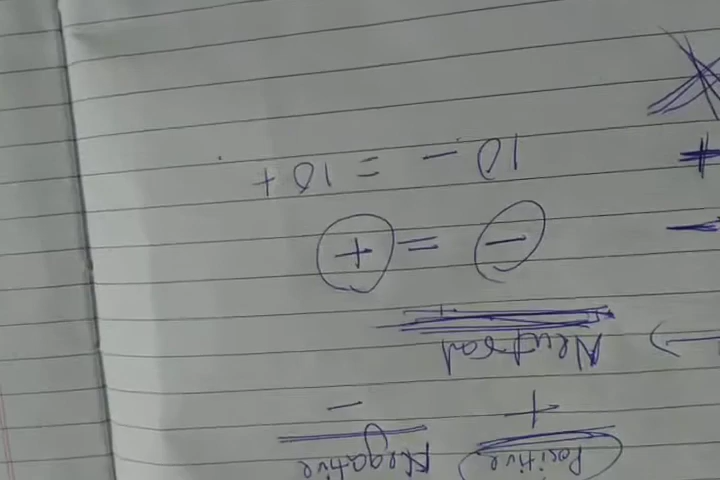 Positive Negative
+ −
Neutral
− − = +
+ 10 − = 10 +